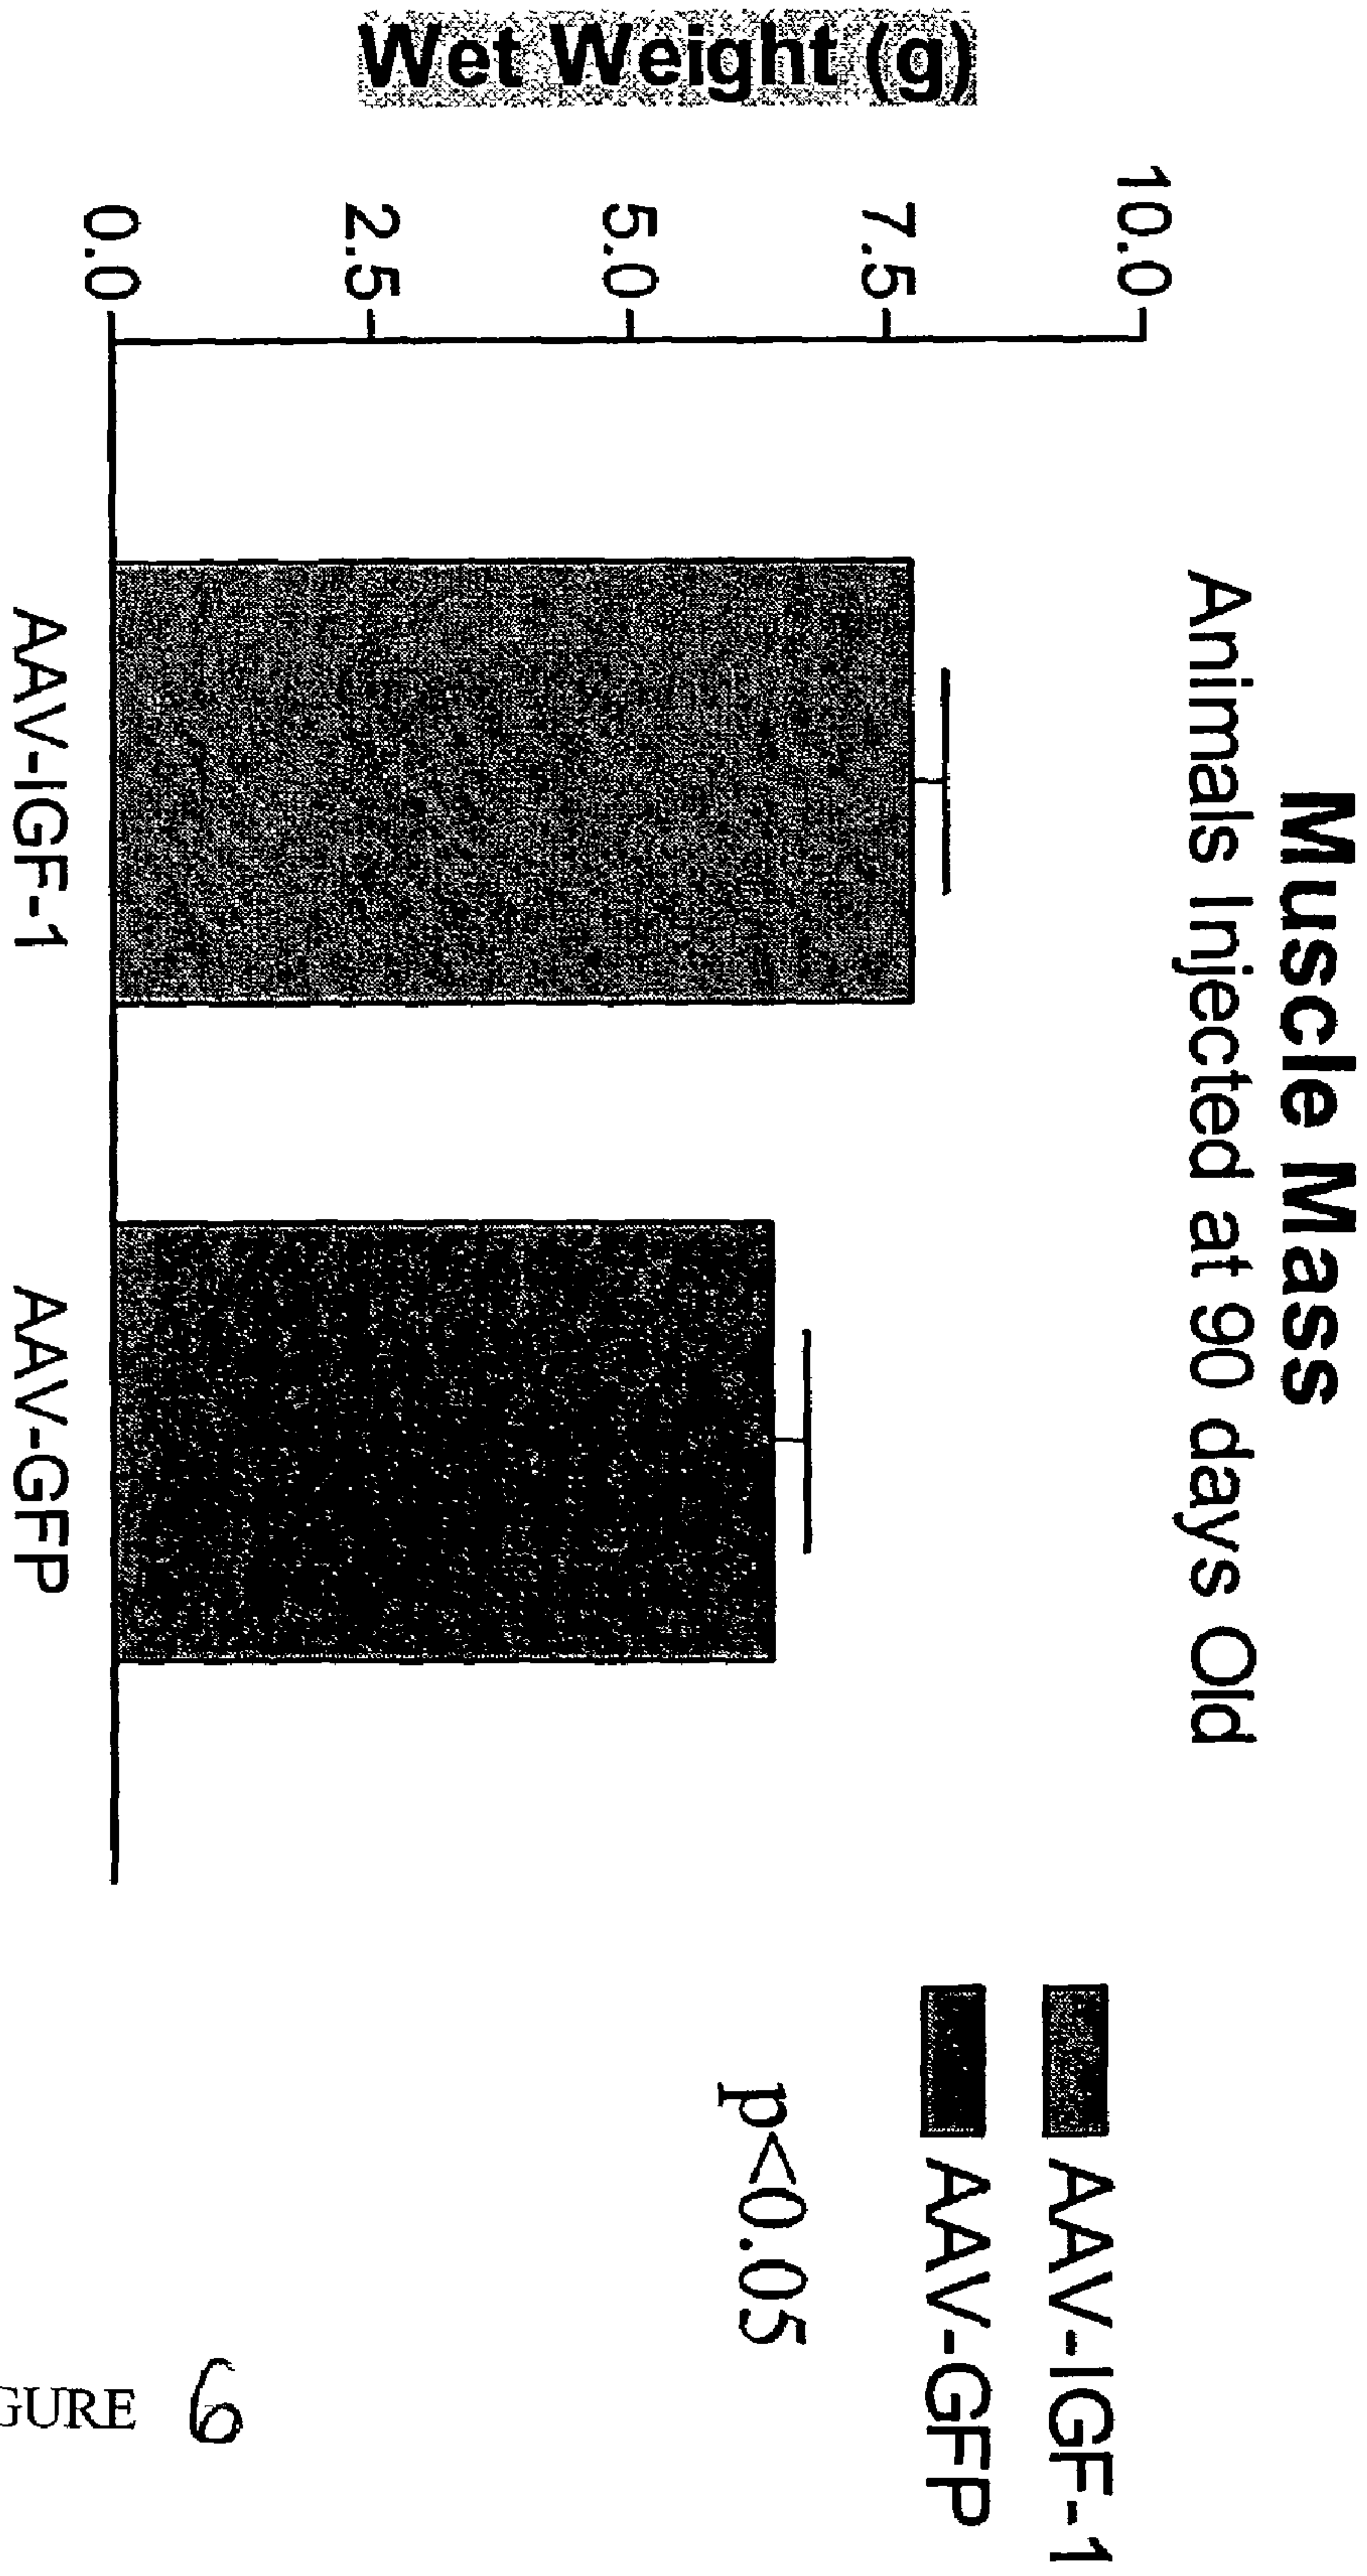 Muscle Mass
Animals Injected at 90 days Old
Wet Weight (g)
10.0
7.5
5.0
2.5
0.0
AAV-IGF-1
AAV-GFP
AAV-IGF-1
AAV-GFP
p<0.05
GURE 6